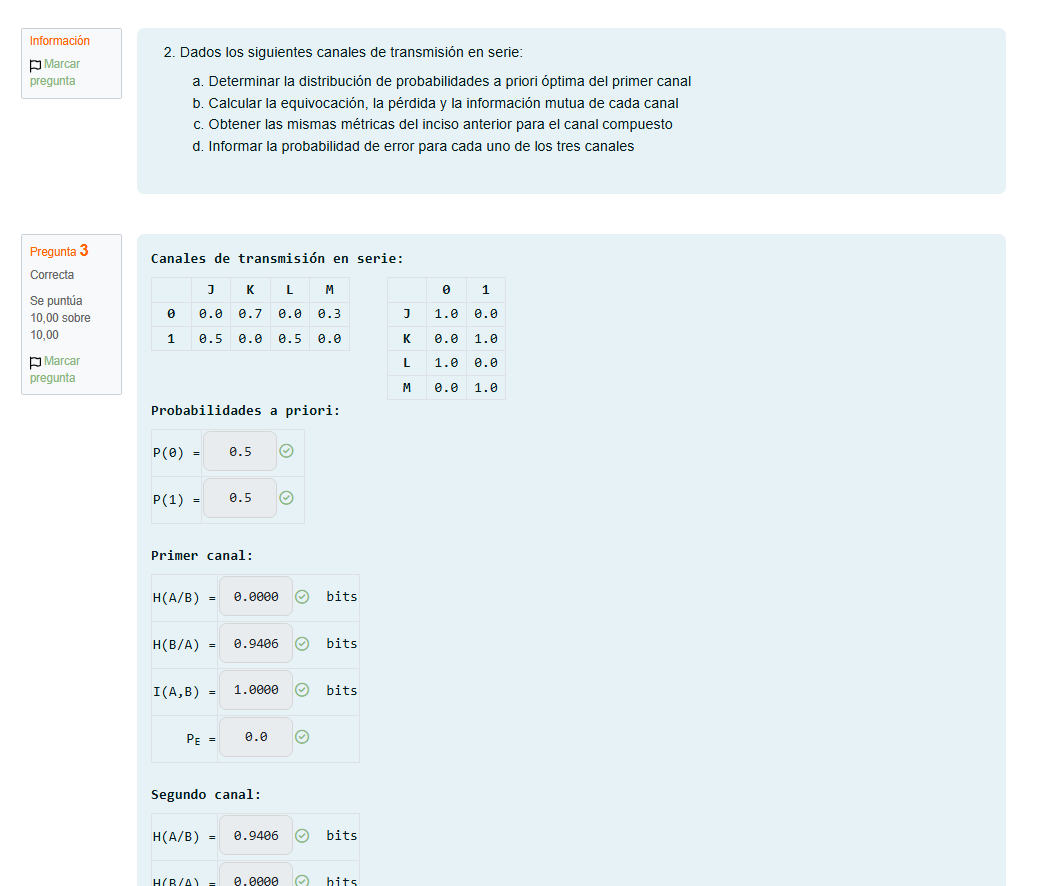 Información
Marcar
pregunta
2. Dados los siguientes canales de transmisión en serie:
a. Determinar la distribución de probabilidades a priori óptima del primer canal
b. Calcular la equivocación, la pérdida y la información mutua de cada canal
c. Obtener las mismas métricas del inciso anterior para el canal compuesto
d. Informar la probabilidad de error para cada uno de los tres canales
Pregunta 3
Correcta
Se puntúa
10,00 sobre
10,00
Marcar
pregunta
Canales de transmisión en serie:
J K L M
0 0.0 0.7 0.0 0.3
1 0.5 0.0 0.5 0.0
0 1
J 1.0 0.0
K 0.0 1.0
L 1.0 0.0
M 0.0 1.0
Probabilidades a priori:
P(0) = 0.5
P(1) = 0.5
Primer canal:
H(A/B) = 0.0000 bits
H(B/A) = 0.9406 bits
I(A,B) = 1.0000 bits
PE = 0.0
Segundo canal:
H(A/B) = 0.9406 bits
H(B/A) = 0.0000 bits